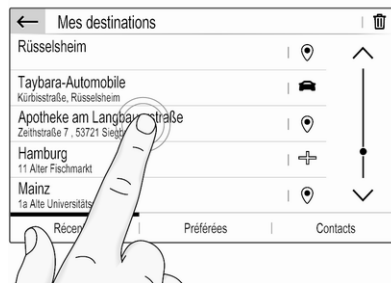 Mes destinations
Rüsselsheim
Taybara-Automobile
Kürbisstraße, Rüsselsheim
Apotheke am
Zeithstraße 7 , 53721
Hamburg
11 Alter Fischmarkt
Mainz
1a Alte
Préférées
Contacts